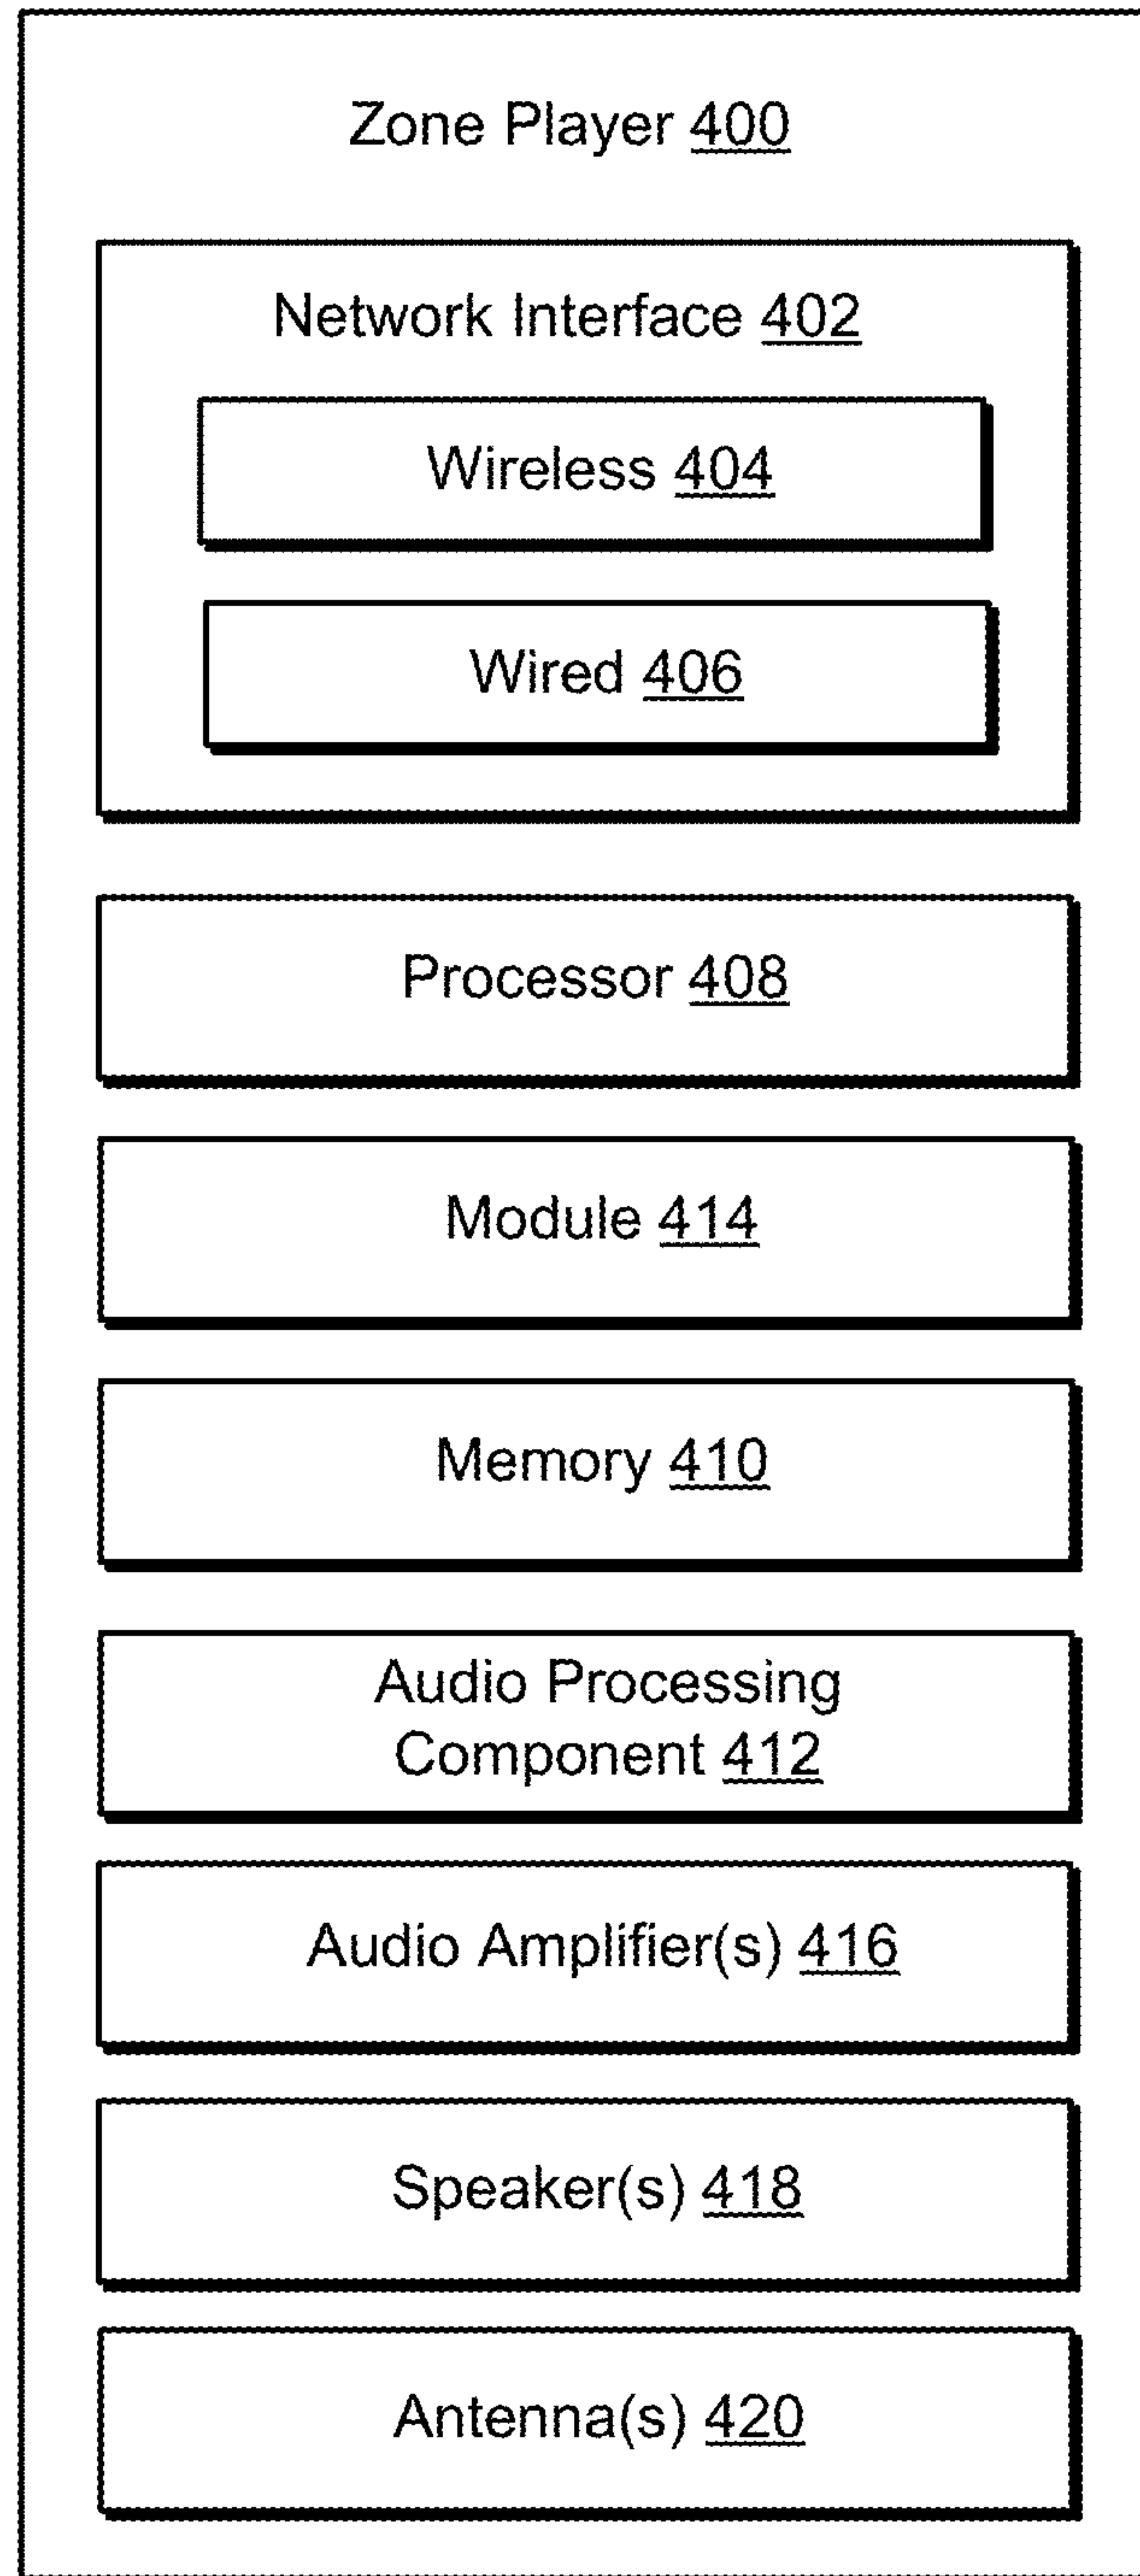 Zone Player 400
Network Interface 402
Wireless 404
Wired 406
Processor 408
Module 414
Memory 410
Audio Processing
Component 412
Audio Amplifier(s) 416
Speaker(s) 418
Antenna(s) 420